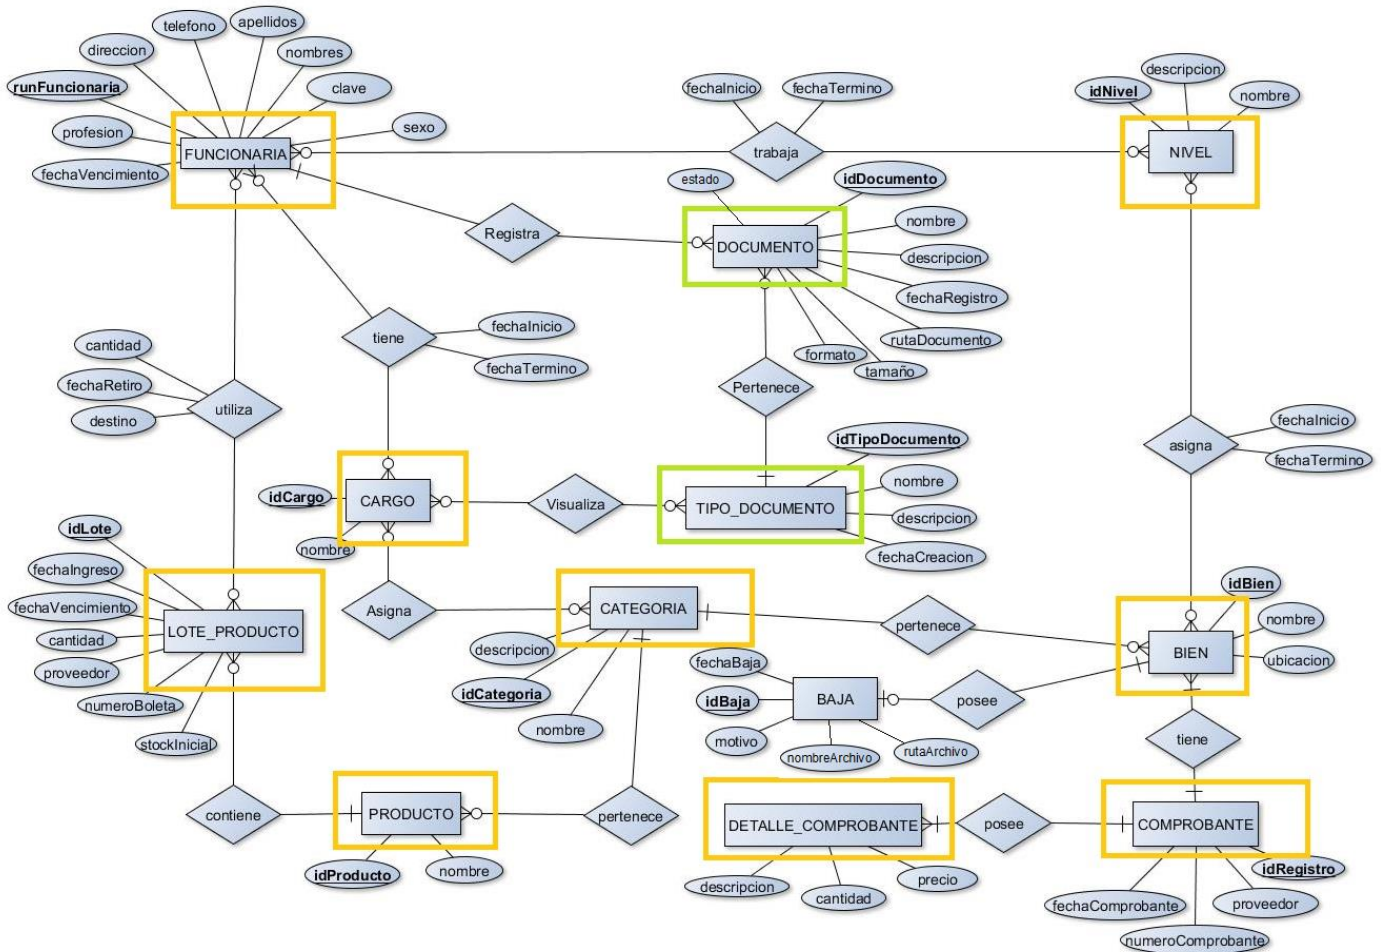 telefono
apellidos
direccion
nombres
runFuncionaria
clave
profesion
sexo
FUNCIONARIA
fechaVencimiento
fechaInicio
fechaTermino
trabaja
descripcion
idNivel
nombre
NIVEL
estado
idDocumento
Registra
DOCUMENTO
nombre
descripcion
fechaRegistro
rutaDocumento
formato
tamaño
tiene
fechaInicio
fechaTermino
cantidad
fechaRetiro
destino
utiliza
Pertenece
asigna
fechaInicio
fechaTermino
idTipoDocumento
nombre
TIPO_DOCUMENTO
descripcion
fechaCreacion
idCargo
CARGO
nombre
Visualiza
idLote
fechaIngreso
fechaVencimiento
cantidad
proveedor
numeroBoleta
stockInicial
LOTE_PRODUCTO
Asigna
CATEGORIA
descripcion
idCategoria
nombre
pertenece
idBien
nombre
BIEN
ubicacion
fechaBaja
idBaja
BAJA
motivo
nombreArchivo
rutaArchivo
posee
tiene
contiene
PRODUCTO
idProducto
nombre
pertenece
DETALLE_COMPROBANTE
descripcion
cantidad
precio
posee
COMPROBANTE
idRegistro
fechaComprobante
proveedor
numeroComprobante